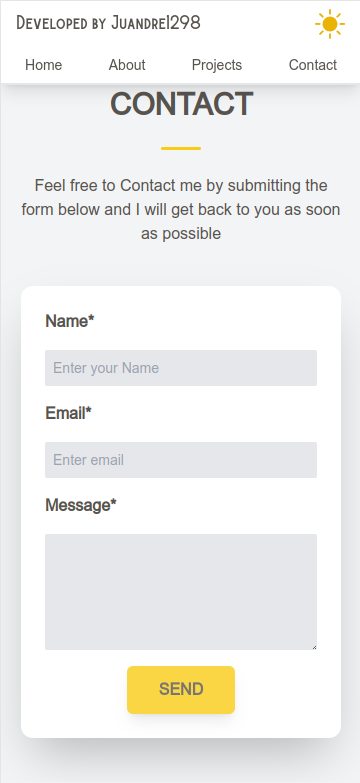 Developed by Juandre1298
Home About Projects Contact
CONTACT
Feel free to Contact me by submitting the
form below and I will get back to you as soon
as possible
Name*
Enter your Name
Email*
Enter email
Message*
SEND